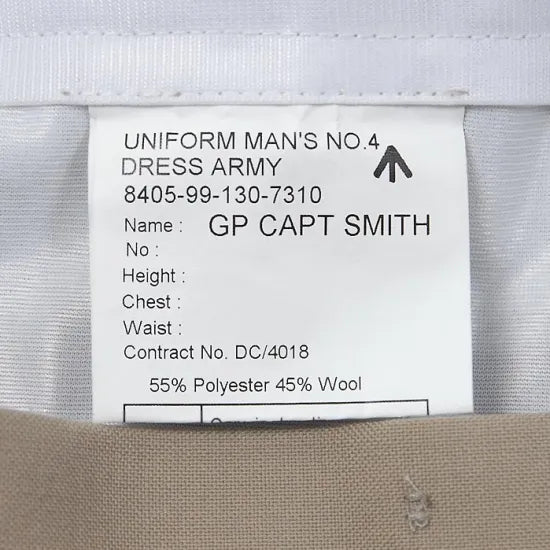 UNIFORM MAN'S NO.4
DRESS ARMY
8405-99-130-7310
Name : GP CAPT SMITH
No :
Height :
Chest :
Waist :
Contract No. DC/4018
55% Polyester 45% Wool